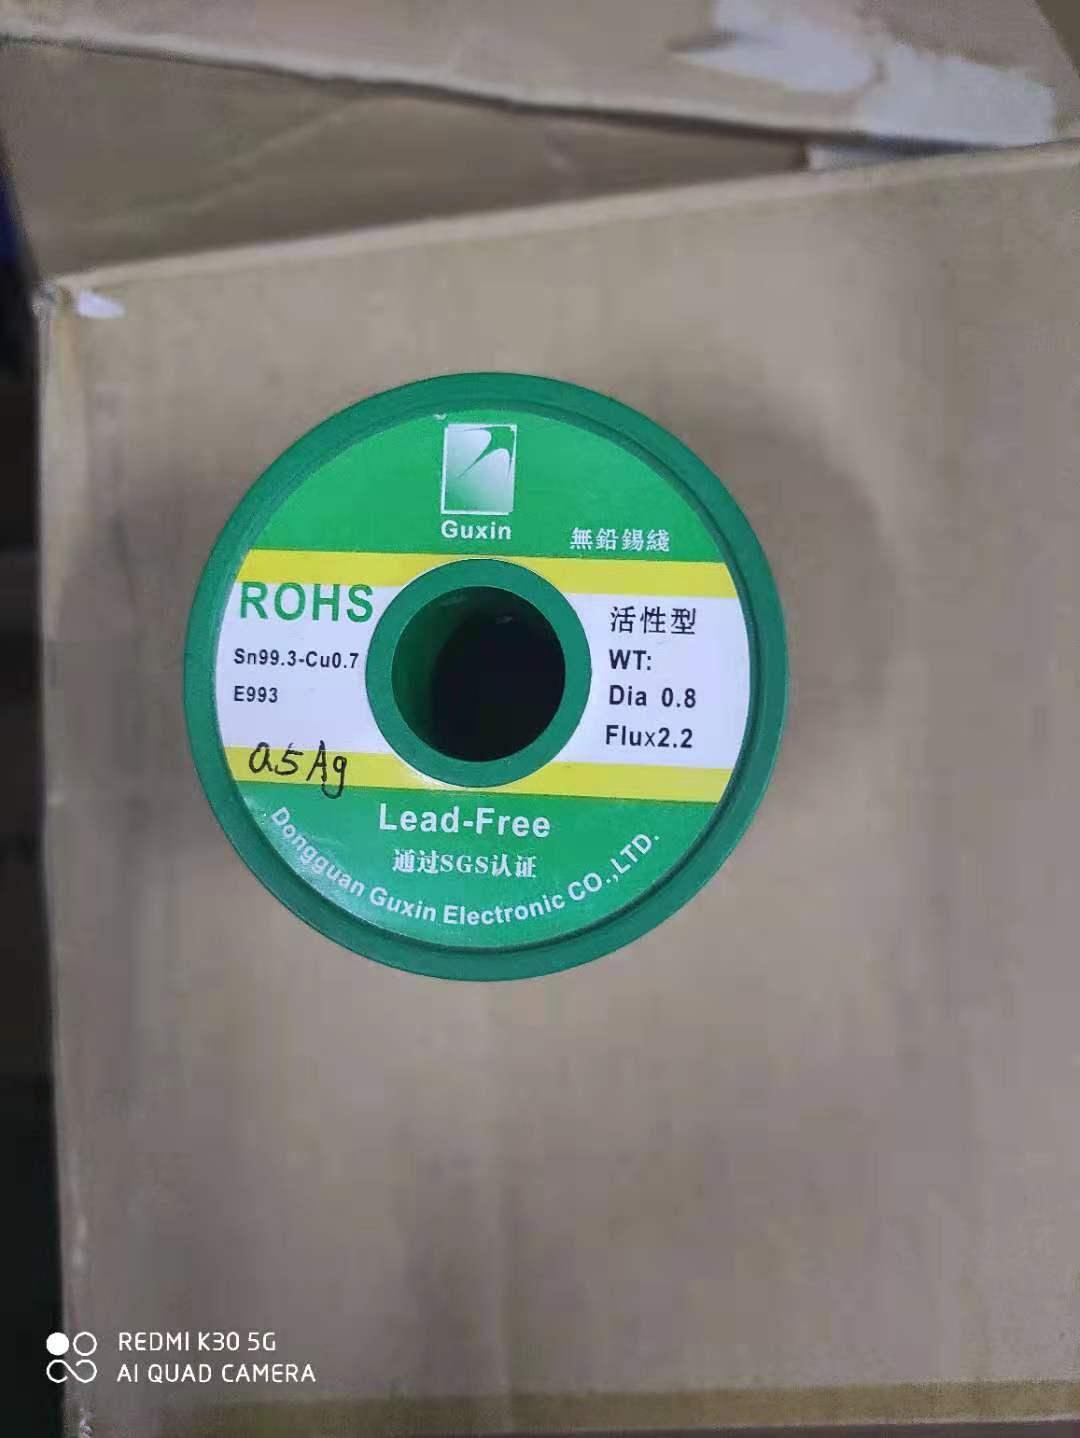 Guxin
無鉛錫綫
ROHS
Sn99.3-Cu0.7
E993
0.5Ag
活性型
WT:
Dia 0.8
Flux2.2
Lead-Free
通过SGS认证
Dongguan Guxin Electronic CO.,LTD.
REDMI K30 5G
AI QUAD CAMERA